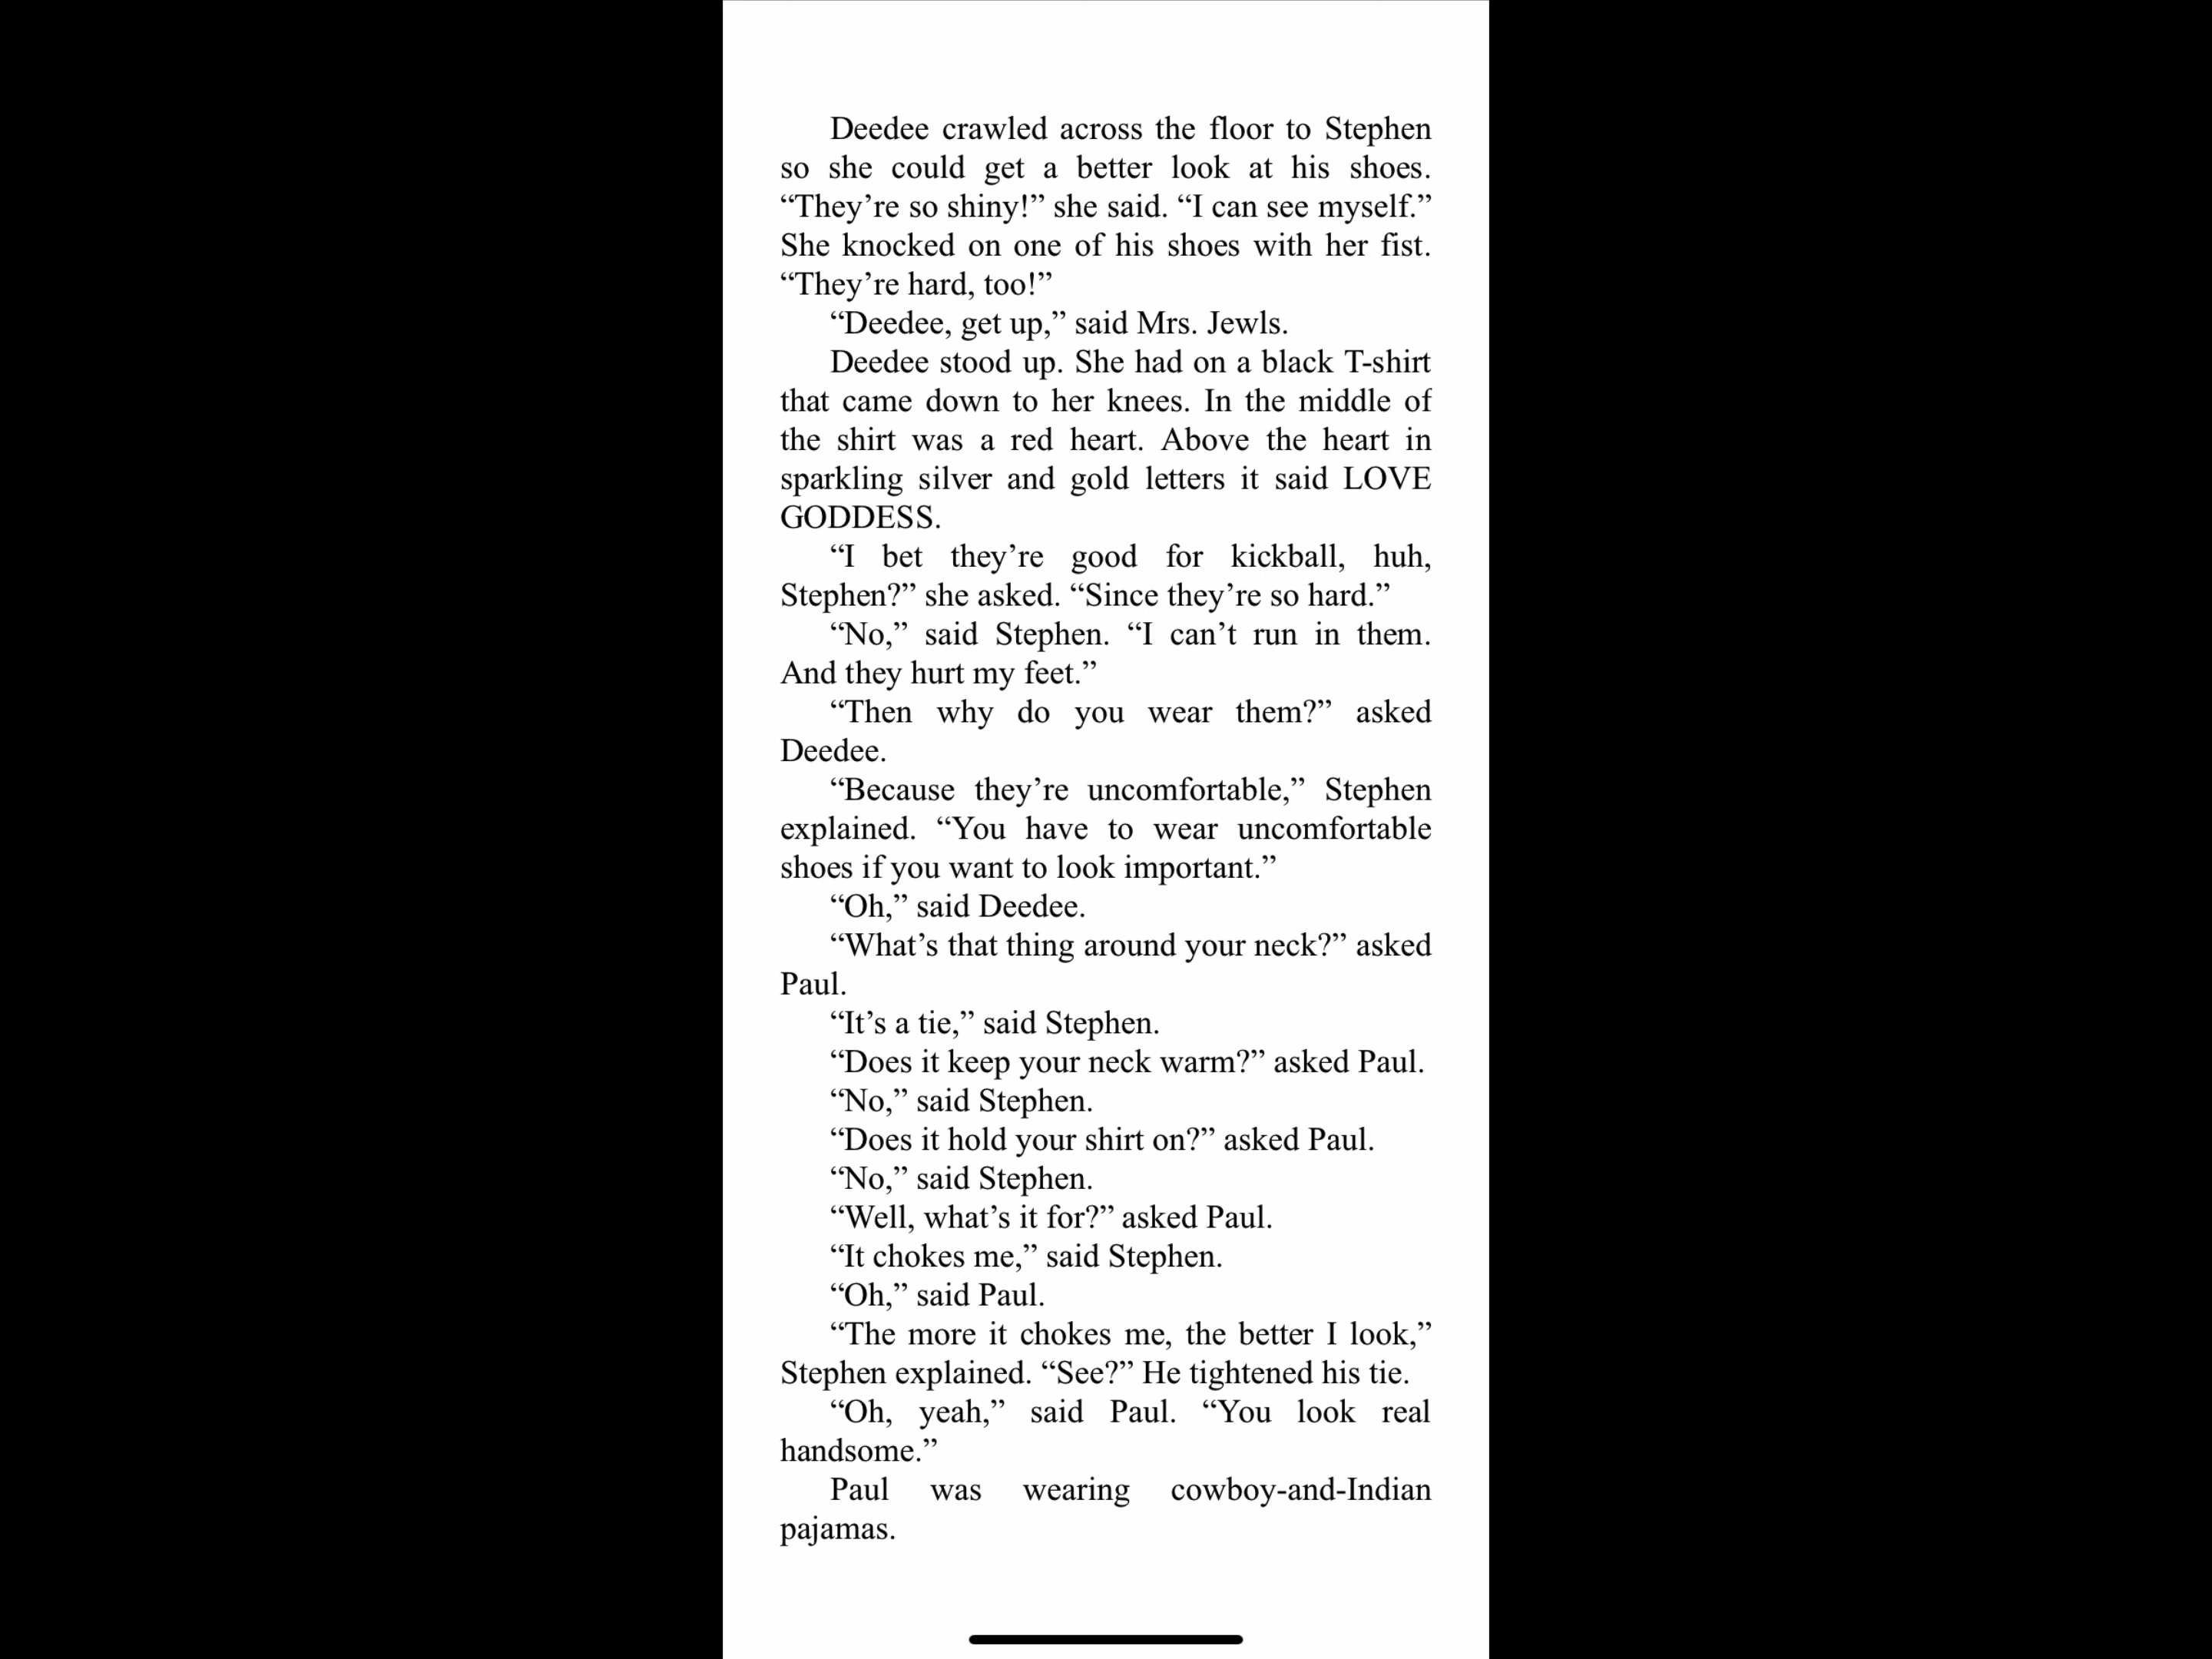 Deedee crawled across the floor to Stephen
so she could get a better look at his shoes.
“They’re so shiny!” she said. “I can see myself.”
She knocked on one of his shoes with her fist.
“They’re hard, too!”
“Deedee, get up,” said Mrs. Jewls.
Deedee stood up. She had on a black T-shirt
that came down to her knees. In the middle of
the shirt was a red heart. Above the heart in
sparkling silver and gold letters it said LOVE
GODDESS.
“I bet they’re good for kickball, huh,
Stephen?” she asked. “Since they’re so hard.”
“No,” said Stephen. “I can’t run in them.
And they hurt my feet.”
“Then why do you wear them?” asked
Deedee.
“Because they’re uncomfortable,” Stephen
explained. “You have to wear uncomfortable
shoes if you want to look important.”
“Oh,” said Deedee.
“What’s that thing around your neck?” asked
Paul.
“It’s a tie,” said Stephen.
“Does it keep your neck warm?” asked Paul.
“No,” said Stephen.
“Does it hold your shirt on?” asked Paul.
“No,” said Stephen.
“Well, what’s it for?” asked Paul.
“It chokes me,” said Stephen.
“Oh,” said Paul.
“The more it chokes me, the better I look,”
Stephen explained. “See?” He tightened his tie.
“Oh, yeah,” said Paul. “You look real
handsome.”
Paul was wearing cowboy-and-Indian
pajamas.